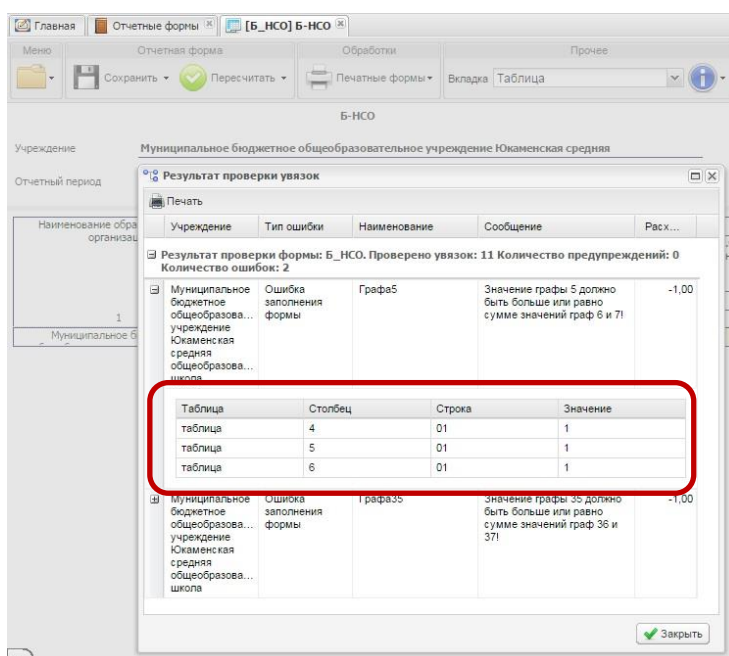 Главная
Отчетные формы
[Б_НСО] Б-НСО
Меню
Отчетная форма
Обработки
Прочее
Сохранить
Пересчитать
Печатные формы
Вкладка
Таблица
Б-НСО
Учреждение
Муниципальное бюджетное общеобразовательное учреждение Юкаменская средняя
Отчетный период
Результат проверки увязок
Печать
Наименование обра
организац
1
Муниципальное б
Учреждение
Тип ошибки
Наименование
Сообщение
Расх...
Результат проверки формы: Б_НСО. Проверено увязок: 11 Количество предупреждений: 0
Количество ошибок: 2
Муниципальное
бюджетное
общеобразова...
учреждение
Юкаменская
средняя
общеобразова...
школа
Ошибка
заполнения
формы
Графа5
Значение графы 5 должно
быть больше или равно
сумме значений граф 6 и 7!
-1,00
Таблица Столбец Строка Значение
таблица 4 01 1
таблица 5 01 1
таблица 6 01 1
Муниципальное
бюджетное
общеобразова...
учреждение
Юкаменская
средняя
общеобразова...
школа
Ошибка
заполнения
формы
Графа35
Значение графы 35 должно
быть больше или равно
сумме значений граф 36 и
37!
-1,00
Закрыть